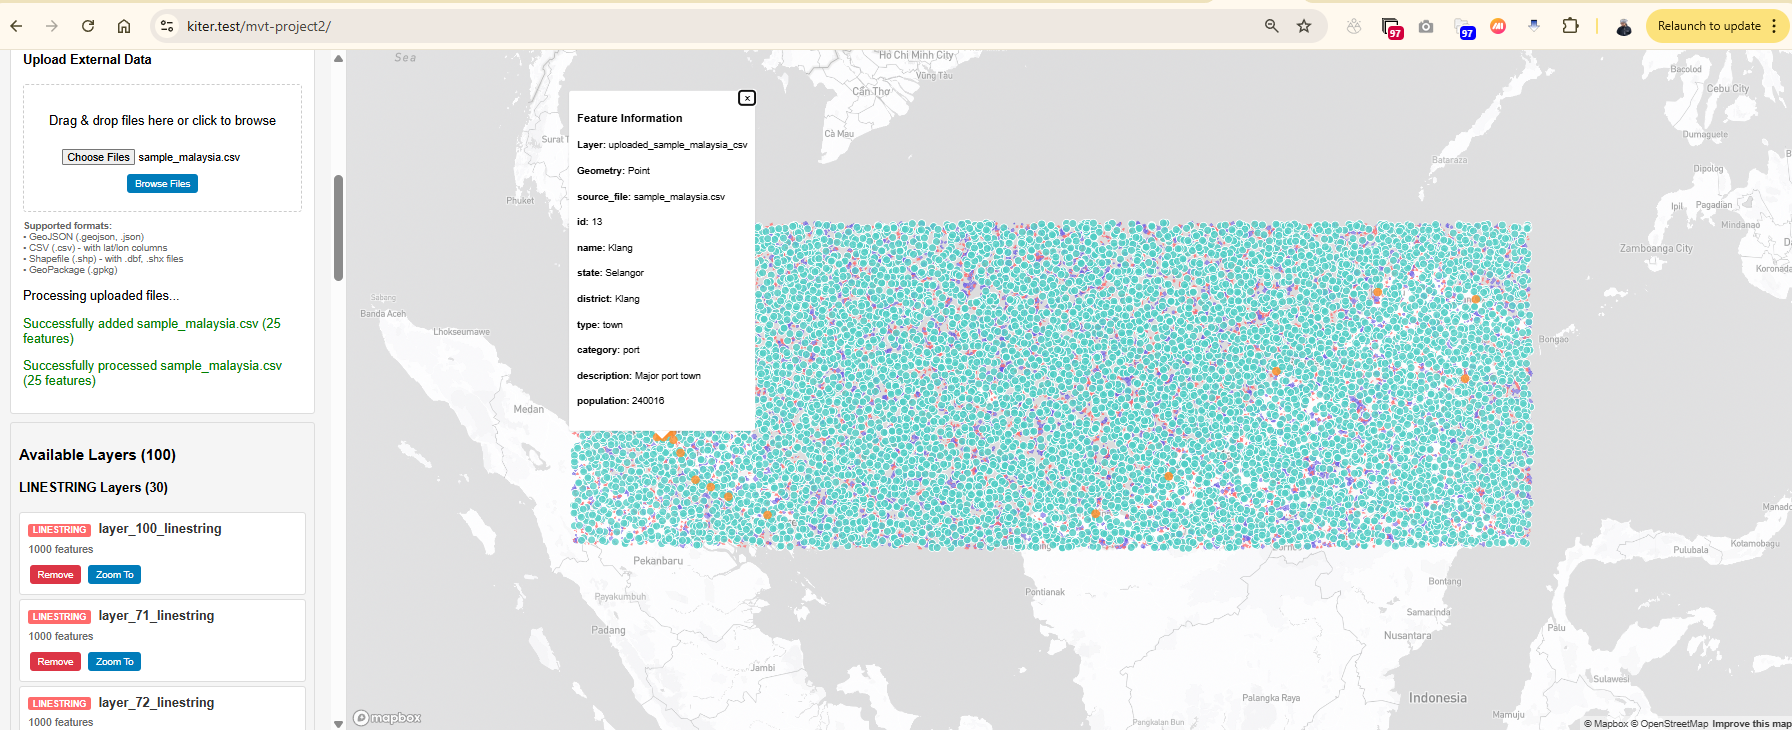 kiter.test/mvt-project2/
97
97
Relaunch to update
Upload External Data
Drag & drop files here or click to browse
Choose Files sample_malaysia.csv
Browse Files
Supported formats:
• GeoJSON (.geojson, .json)
• CSV (.csv) - with lat/lon columns
• Shapefile (.shp) - with .dbf, .shx files
• GeoPackage (.gpkg)
Processing uploaded files...
Successfully added sample_malaysia.csv (25
features)
Successfully processed sample_malaysia.csv
(25 features)
Available Layers (100)
LINESTRING Layers (30)
LINESTRING layer_100_linestring
1000 features
Remove Zoom To
LINESTRING layer_71_linestring
1000 features
Remove Zoom To
LINESTRING layer_72_linestring
1000 features
Feature Information
Layer: uploaded_sample_malaysia_csv
Geometry: Point
source_file: sample_malaysia.csv
id: 13
name: Klang
state: Selangor
district: Klang
type: town
category: port
description: Major port town
population: 240016
Sea
Ho Chi Minh City
Vũng Tàu
Cần Thơ
Cà Mau
Surat T
Phuket
Sabang
Banda Aceh
Lhokseumawe
Medan
Pekanbaru
Payakumbuh
Padang
Jambi
Pontianak
Bontang
Samarinda
Nusantara
Palangka Raya
Pangkalan Bun
Indonesia
Palu
Sulawesi
Mamuju
Pulubala
Kotamobagu
Manado
Bongao
Zamboanga City
Ipil
Pagadian
Mindanao
Koronada
Dipolog
Dumaguete
Cebu City
Bacolod
Bataraza
mapbox
© Mapbox © OpenStreetMap Improve this map